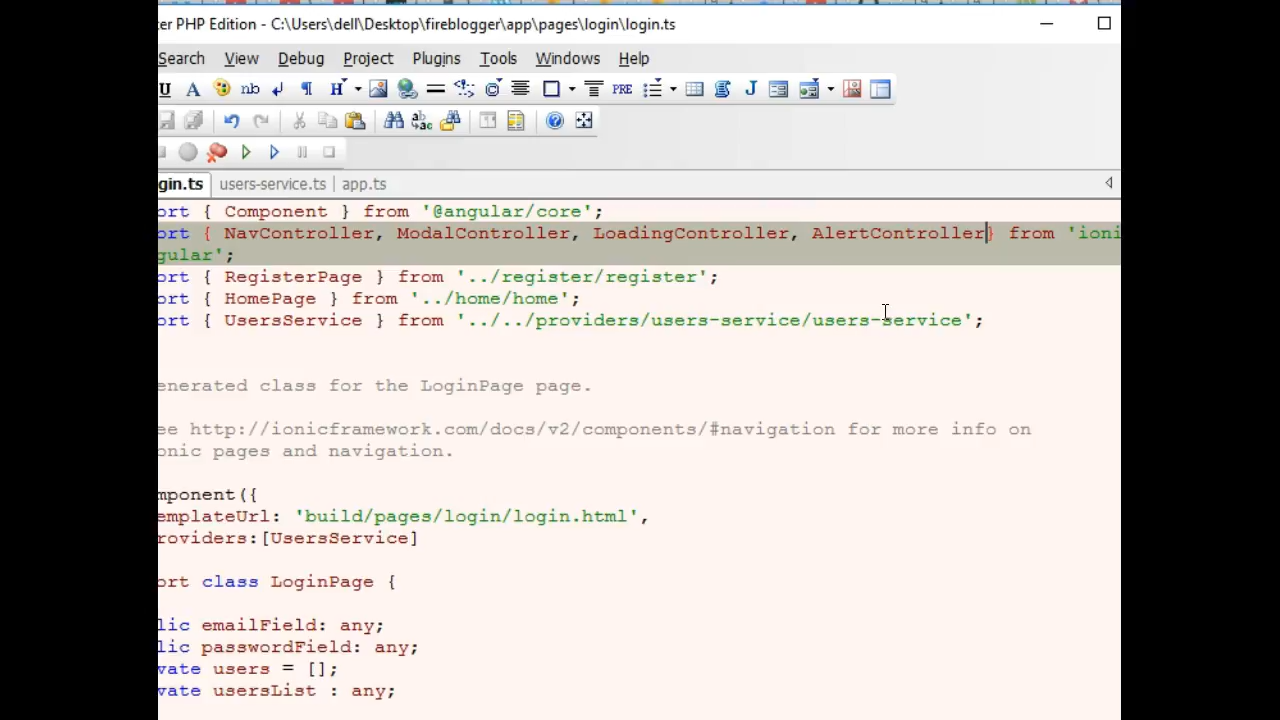 ter PHP Edition - C:\Users\dell\Desktop\fireblogger\app\pages\login\login.ts
Search View Debug Project Plugins Tools Windows Help
U A nb ¶ H PRE J
gin.ts users-service.ts app.ts
ort { Component } from '@angular/core';
ort { NavController, ModalController, LoadingController, AlertController} from 'ioni
gular';
ort { RegisterPage } from '../register/register';
ort { HomePage } from '../home/home';
ort { UsersService } from '../../providers/users-service/users-service';
enerated class for the LoginPage page.
ee http://ionicframework.com/docs/v2/components/#navigation for more info on
onic pages and navigation.
mponent({
emplateUrl: 'build/pages/login/login.html',
roviders:[UsersService]
ort class LoginPage {
lic emailField: any;
lic passwordField: any;
vate users = [];
vate usersList : any;